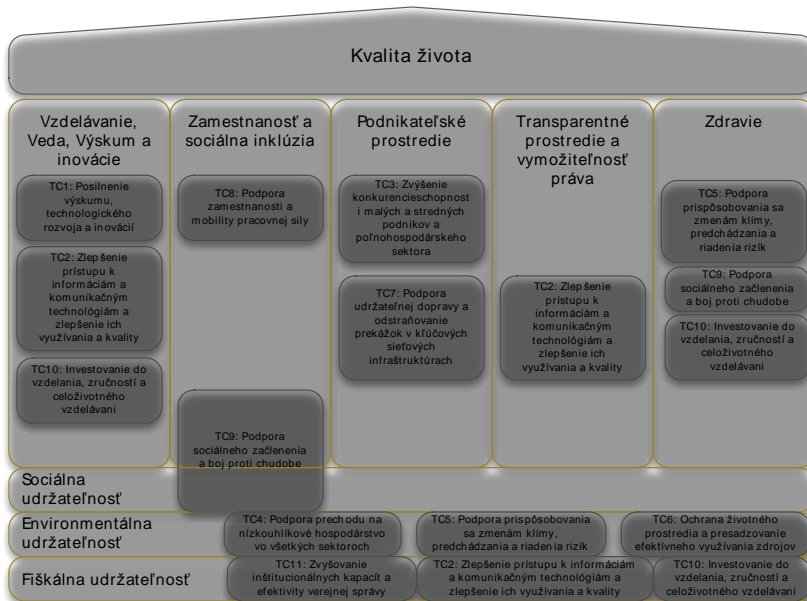 Kvalita života
Vzdelávanie,
Veda, Výskum a
inovácie
TC1: Posilnenie
výskumu,
technologického
rozvoja a inovácií
TC2: Zlepšenie
prístupu k
informáciám a
komunikačným
technológiám a
zlepšenie ich
využívania a kvality
TC10: Investovanie do
vzdelania, zručností a
celoživotného
vzdelávani
Zamestnanosť a
sociálna inklúzia
TC8: Podpora
zamestnanosti a
mobility pracovnej sily
TC9: Podpora
sociálneho začlenenia
a boj proti chudobe
Podnikateľské
prostredie
TC3: Zvýšenie
konkurencieschopnost
i malých a stredných
podnikov a
poľnohospodárskeho
sektora
TC7: Podpora
udržateľnej dopravy a
odstraňovanie
prekážok v kľúčových
sieťových
infraštruktúrach
Transparentné
prostredie a
vymožiteľnosť
práva
TC2: Zlepšenie
prístupu k
informáciám a
komunikačným
technológiám a
zlepšenie ich
využívania a kvality
Zdravie
TC5: Podpora
prispôsobovania sa
zmenám klímy,
predchádzania a
riadenia rizík
TC9: Podpora
sociálneho začlenenia
a boj proti chudobe
TC10: Investovanie do
vzdelania, zručností a
celoživotného
vzdelávani
Sociálna
udržateľnosť
Environmentálna
udržateľnosť
TC4: Podpora prechodu na
nízkouhlíkové hospodárstvo
vo všetkých sektoroch
TC5: Podpora prispôsobovania
sa zmenám klímy,
predchádzania a riadenia rizík
TC6: Ochrana životného
prostredia a presadzovanie
efektívneho využívania zdrojov
Fiškálna udržateľnosť
TC11: Zvyšovanie
inštitucionálnych kapacít a
efektivity verejnej správy
TC2: Zlepšenie prístupu k informáciám
a komunikačným technológiám a
zlepšenie ich využívania a kvality
TC10: Investovanie do
vzdelania, zručností a
celoživotného vzdelávani